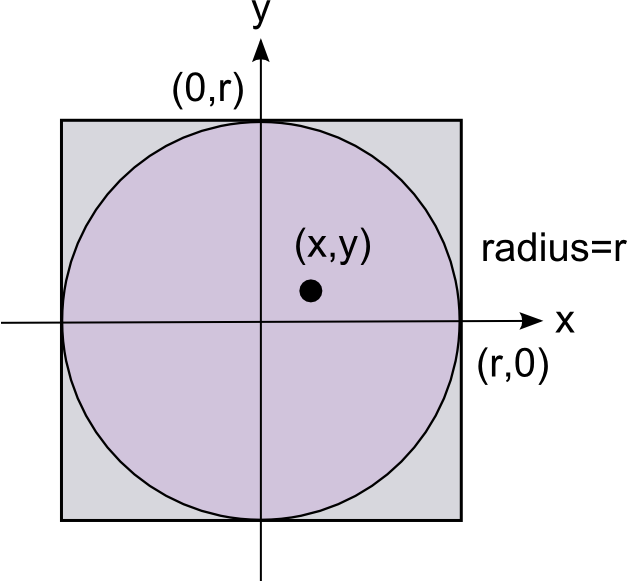 y
(0,r)
(x,y)
radius=r
x
(r,0)